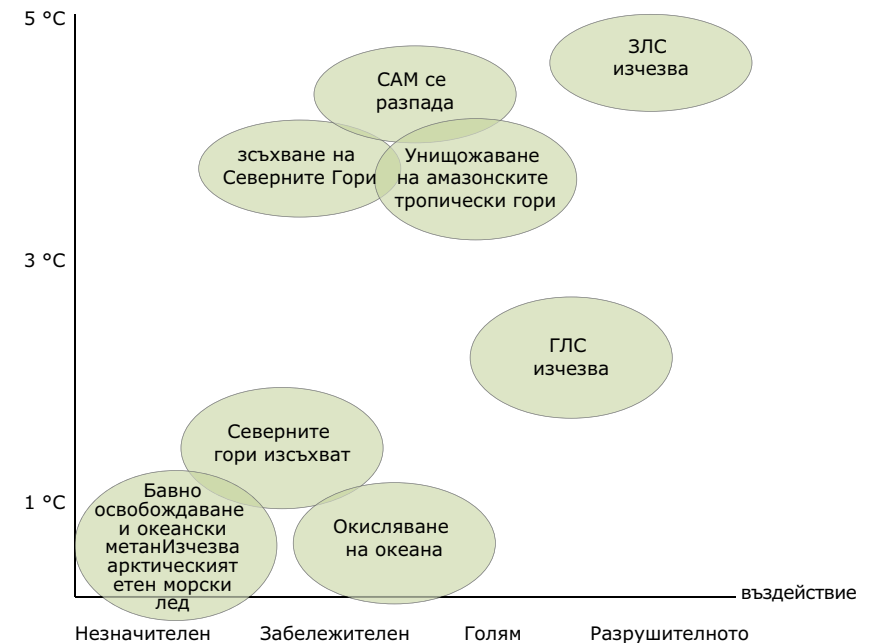 5 °C
ЗЛС
изчезва
САМ се
разпада
зсъхване на
Северните Гори
Унищожаване
на амазонските
тропически гори
3 °C
ГЛС
изчезва
Северните
гори изсъхват
1 °C
Бавно
освобождаване
и океански
метанИзчезва
арктическият
етен морски
лед
Окисляване
на океана
въздействие
Незначителен
Забележителен
Голям
Разрушителното